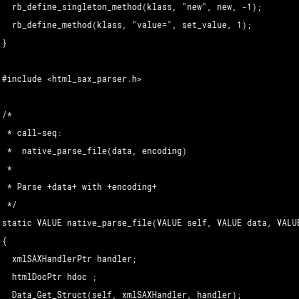 rb_define_singleton_method(klass, "new", new, -1);
rb_define_method(klass, "value=", set_value, 1);
}
#include <html_sax_parser.h>
/*
* call-seq:
*  native_parse_file(data, encoding)
*
* Parse +data+ with +encoding+
*/
static VALUE native_parse_file(VALUE self, VALUE data, VALUE
{
xmlSAXHandlerPtr handler;
htmlDocPtr hdoc ;
Data_Get_Struct(self, xmlSAXHandler, handler);